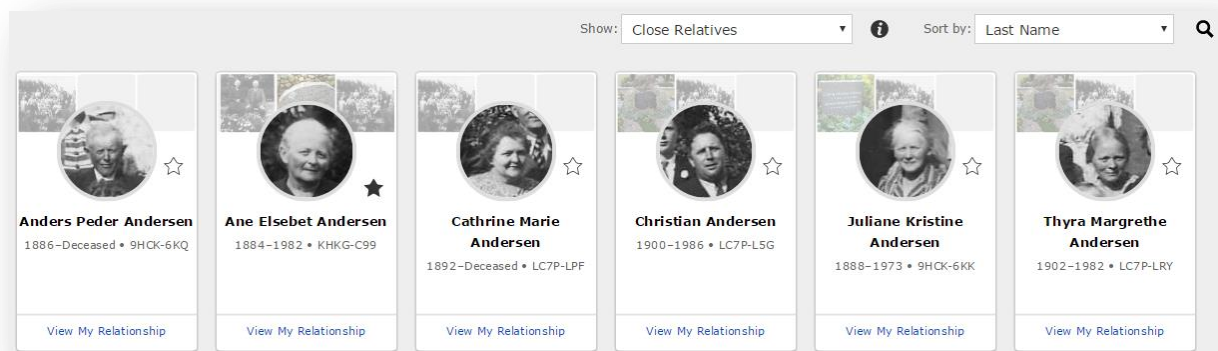 Show: Close Relatives Sort by: Last Name
Anders Peder Andersen
1886–Deceased • 9HCK-6KQ
View My Relationship
Ane Elsebet Andersen
1884–1982 • KHKG-C99
View My Relationship
Cathrine Marie
Andersen
1892–Deceased • LC7P-LPF
View My Relationship
Christian Andersen
1900–1986 • LC7P-L5G
View My Relationship
Juliane Kristine
Andersen
1888–1973 • 9HCK-6KK
View My Relationship
Thyra Margrethe
Andersen
1902–1982 • LC7P-LRY
View My Relationship